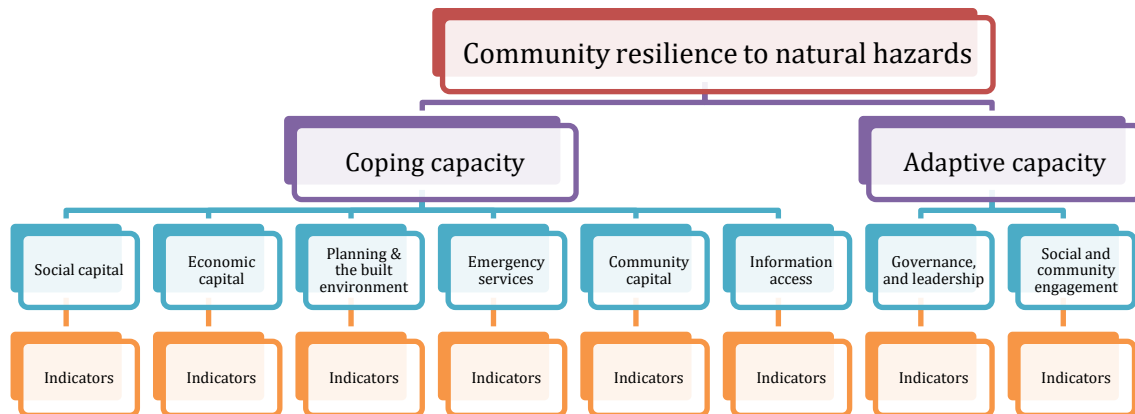 Community resilience to natural hazards
Coping capacity
Adaptive capacity
Social capital
Economic
capital
Planning &
the built
environment
Emergency
services
Community
capital
Information
access
Governance,
and leadership
Social and
community
engagement
Indicators
Indicators
Indicators
Indicators
Indicators
Indicators
Indicators
Indicators